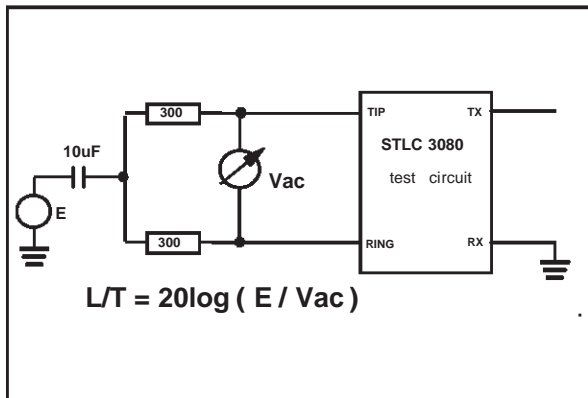 300
TIP
TX
10uF
STLC 3080
Vac
test circuit
E
300
RING
RX
L/T = 20log ( E / Vac )
.